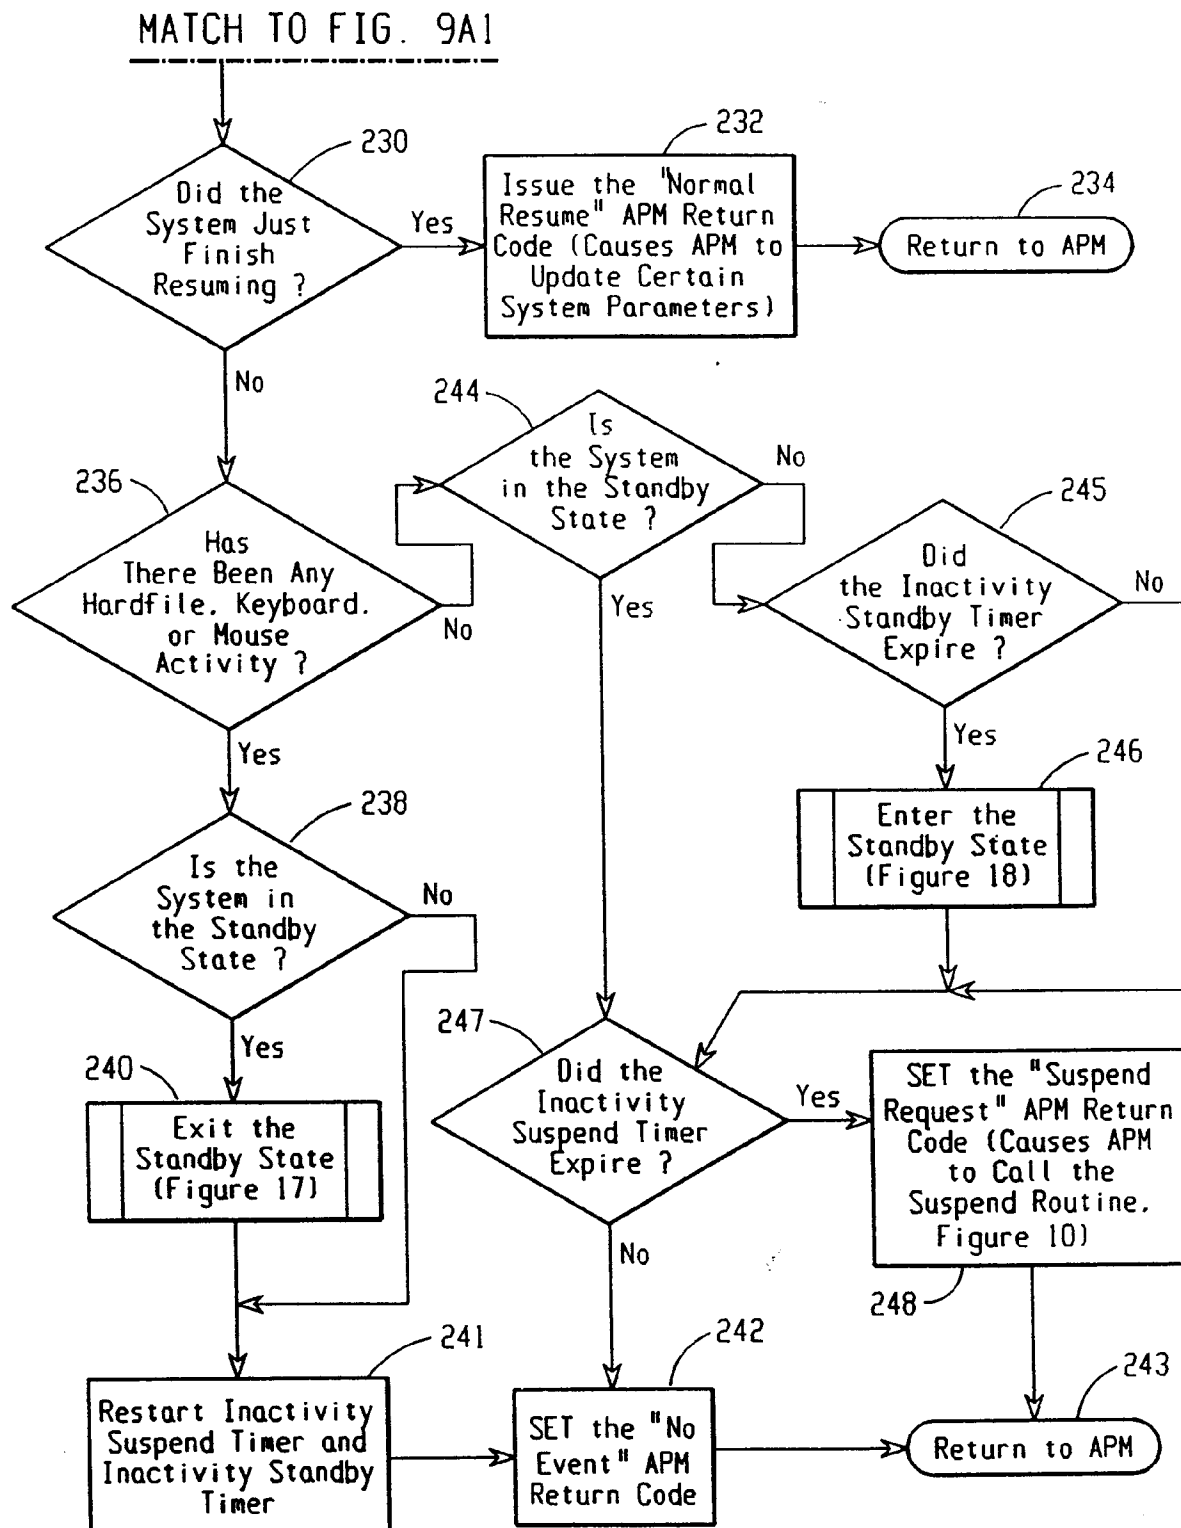 MATCH TO FIG. 9A1
230
Did the
System Just
Finish
Resuming ?
Yes
No
232
Issue the "Normal
Resume" APM Return
Code (Causes APM to
Update Certain
System Parameters)
234
Return to APM
236
Has
There Been Any
Hardfile, Keyboard,
or Mouse
Activity ?
No
Yes
244
Is
the System
in the Standby
State ?
No
Yes
245
Did
the Inactivity
Standby Timer
Expire ?
No
Yes
246
Enter the
Standby State
(Figure 18)
238
Is the
System in
the Standby
State ?
No
Yes
240
Exit the
Standby State
(Figure 17)
247
Did the
Inactivity
Suspend Timer
Expire ?
Yes
No
SET the "Suspend
Request" APM Return
Code (Causes APM
to Call the
Suspend Routine,
Figure 10)
248
241
Restart Inactivity
Suspend Timer and
Inactivity Standby
Timer
242
SET the "No
Event" APM
Return Code
243
Return to APM